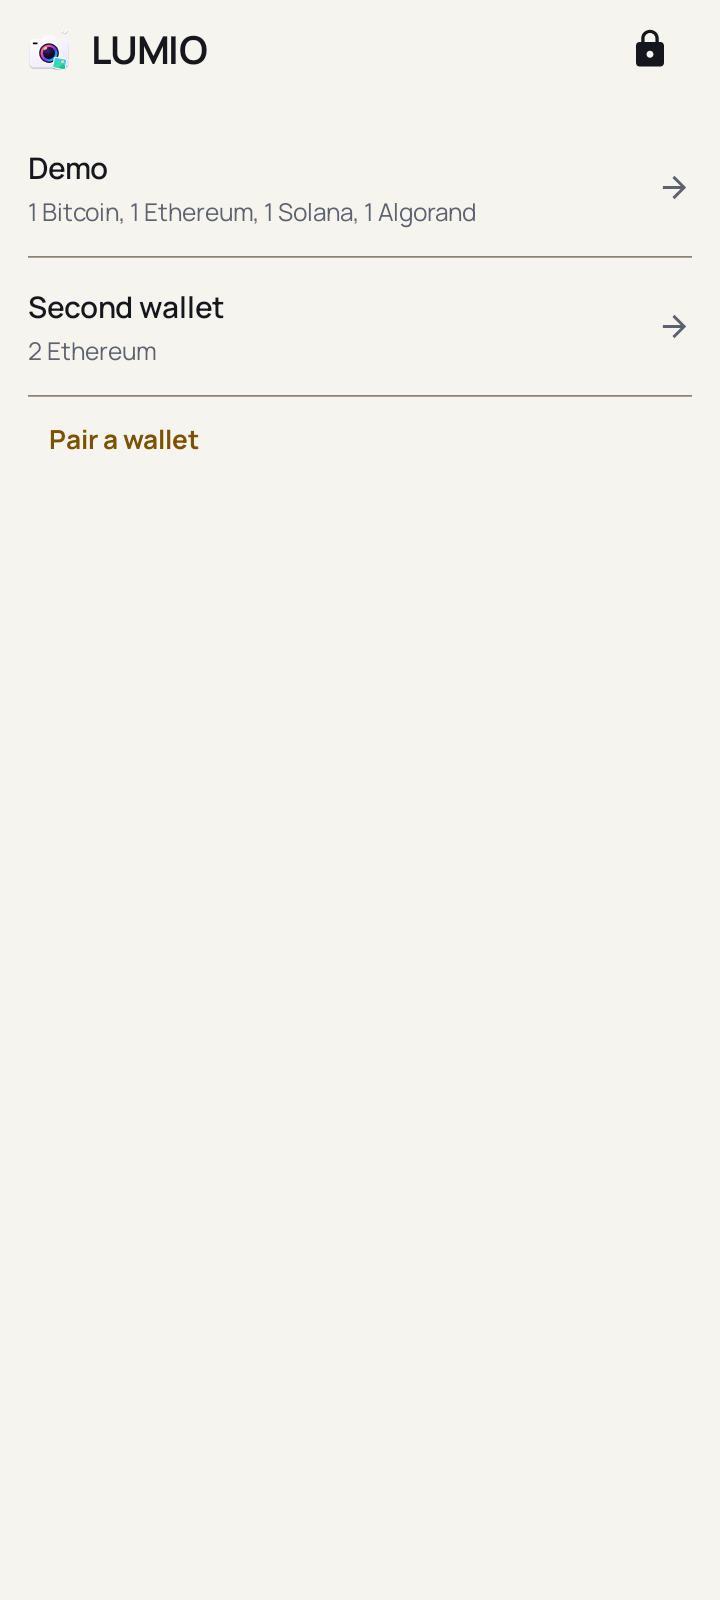 LUMIO
Demo
1 Bitcoin, 1 Ethereum, 1 Solana, 1 Algorand
Second wallet
2 Ethereum
Pair a wallet